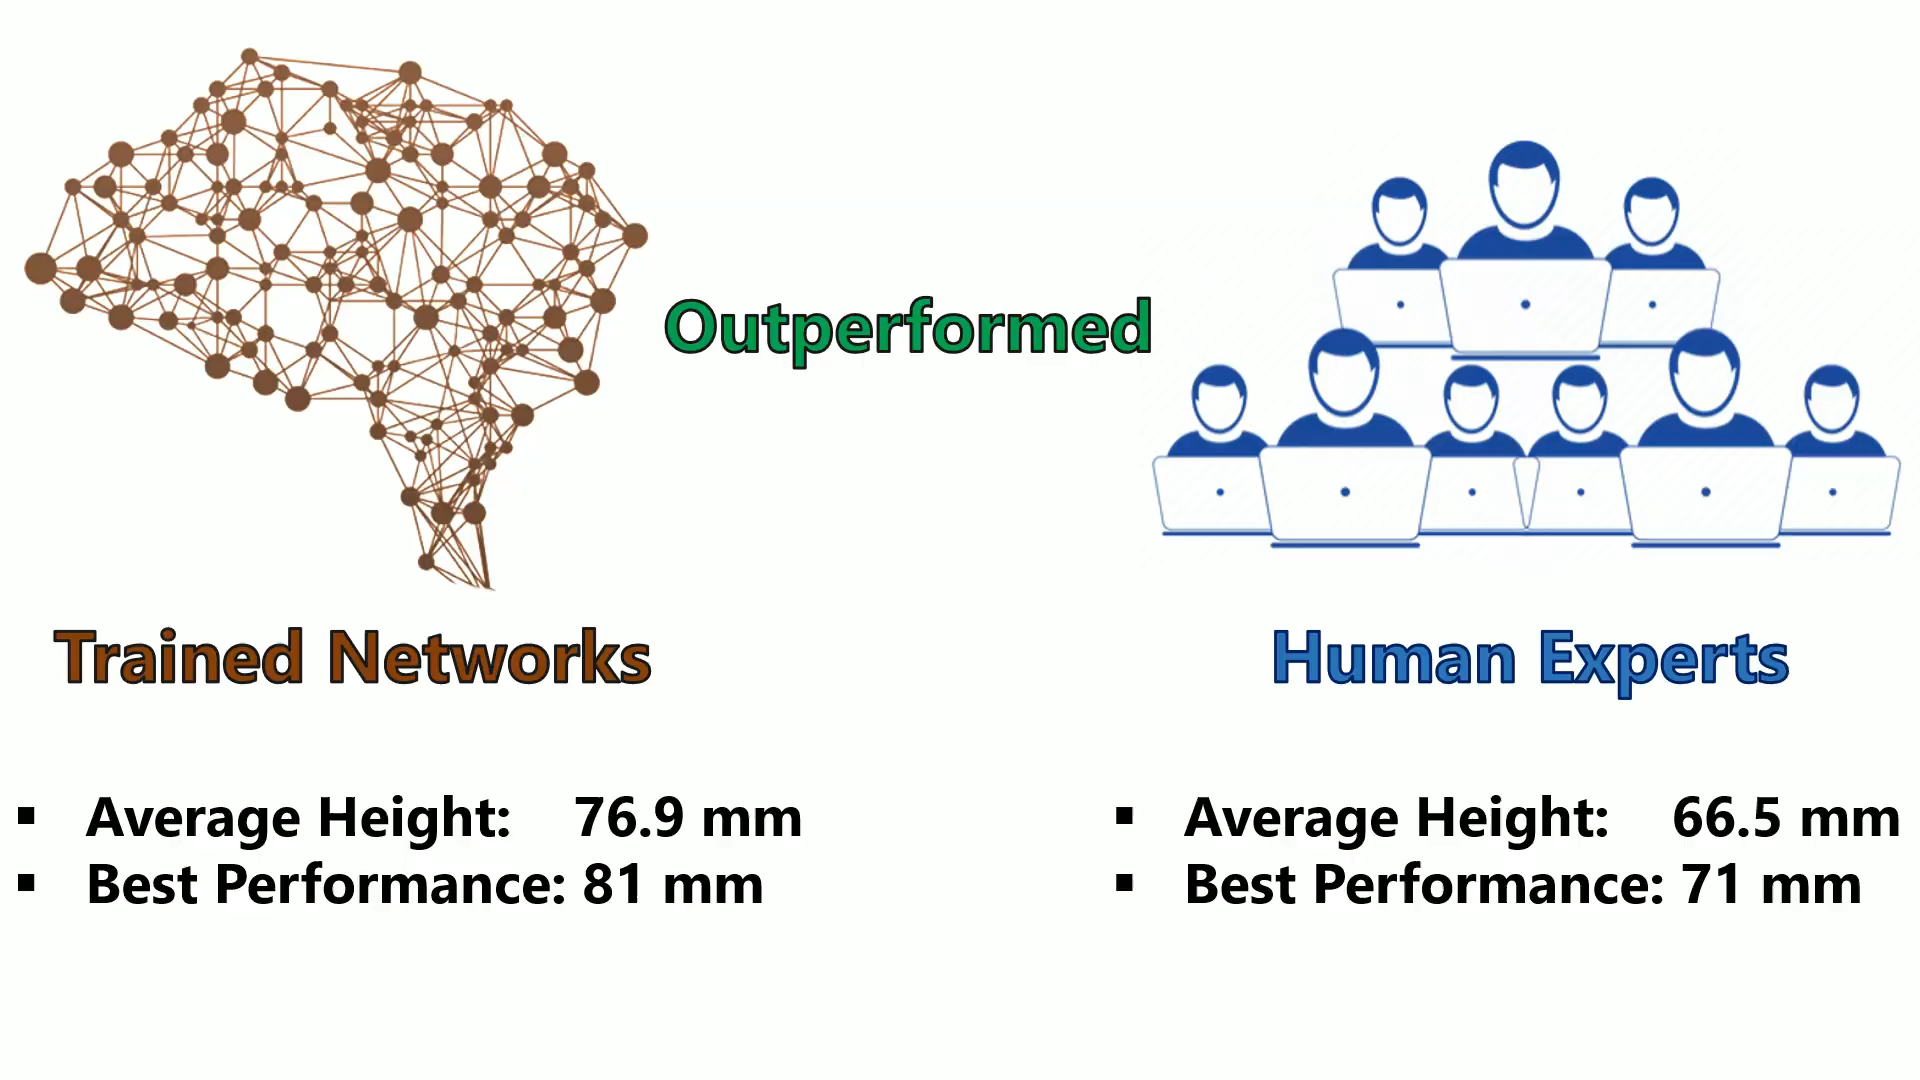 Outperformed
Trained Networks
Human Experts
▪ Average Height: 76.9 mm
▪ Best Performance: 81 mm
▪ Average Height: 66.5 mm
▪ Best Performance: 71 mm